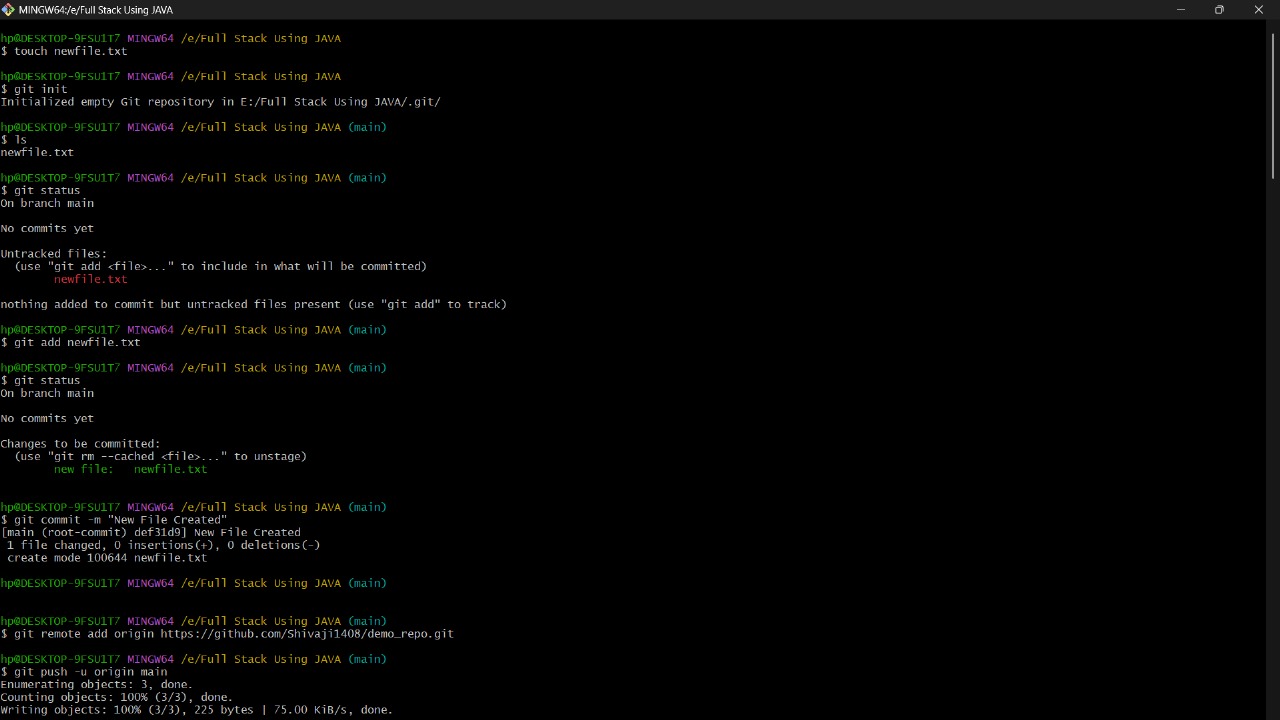 MINGW64:/e/Full Stack Using JAVA
hp@DESKTOP-9FSU1T7 MINGW64 /e/Full Stack Using JAVA
$ touch newfile.txt
hp@DESKTOP-9FSU1T7 MINGW64 /e/Full Stack Using JAVA
$ git init
Initialized empty Git repository in E:/Full Stack Using JAVA/.git/
hp@DESKTOP-9FSU1T7 MINGW64 /e/Full Stack Using JAVA (main)
$ ls
newfile.txt
hp@DESKTOP-9FSU1T7 MINGW64 /e/Full Stack Using JAVA (main)
$ git status
On branch main
No commits yet
Untracked files:
  (use "git add <file>..." to include in what will be committed)
        newfile.txt
nothing added to commit but untracked files present (use "git add" to track)
hp@DESKTOP-9FSU1T7 MINGW64 /e/Full Stack Using JAVA (main)
$ git add newfile.txt
hp@DESKTOP-9FSU1T7 MINGW64 /e/Full Stack Using JAVA (main)
$ git status
On branch main
No commits yet
Changes to be committed:
  (use "git rm --cached <file>..." to unstage)
        new file:   newfile.txt
hp@DESKTOP-9FSU1T7 MINGW64 /e/Full Stack Using JAVA (main)
$ git commit -m "New File Created"
[main (root-commit) def31d9] New File Created
 1 file changed, 0 insertions(+), 0 deletions(-)
 create mode 100644 newfile.txt
hp@DESKTOP-9FSU1T7 MINGW64 /e/Full Stack Using JAVA (main)
hp@DESKTOP-9FSU1T7 MINGW64 /e/Full Stack Using JAVA (main)
$ git remote add origin https://github.com/Shivaji1408/demo_repo.git
hp@DESKTOP-9FSU1T7 MINGW64 /e/Full Stack Using JAVA (main)
$ git push -u origin main
Enumerating objects: 3, done.
Counting objects: 100% (3/3), done.
Writing objects: 100% (3/3), 225 bytes | 75.00 KiB/s, done.